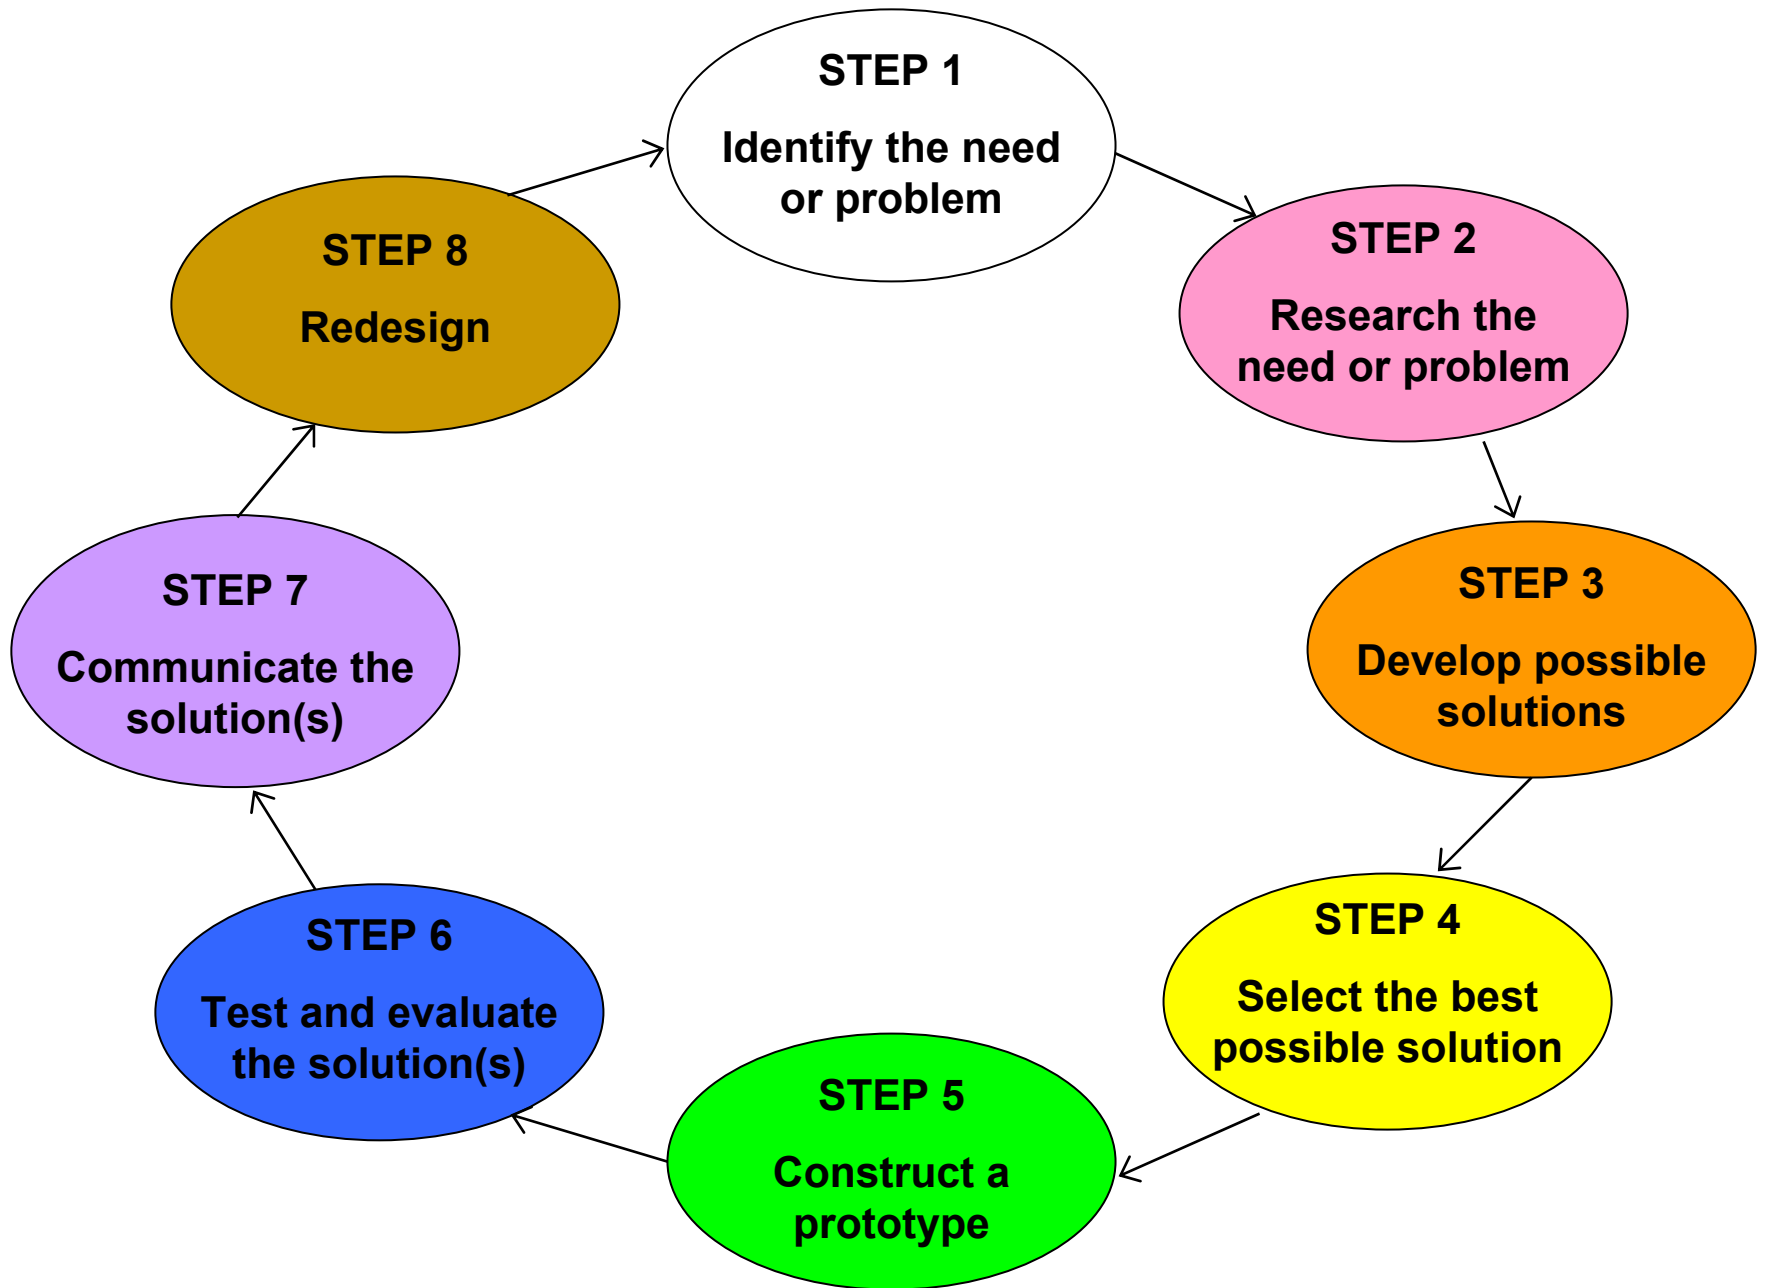 STEP 1
Identify the need
or problem
STEP 2
Research the
need or problem
STEP 3
Develop possible
solutions
STEP 4
Select the best
possible solution
STEP 5
Construct a
prototype
STEP 6
Test and evaluate
the solution(s)
STEP 7
Communicate the
solution(s)
STEP 8
Redesign